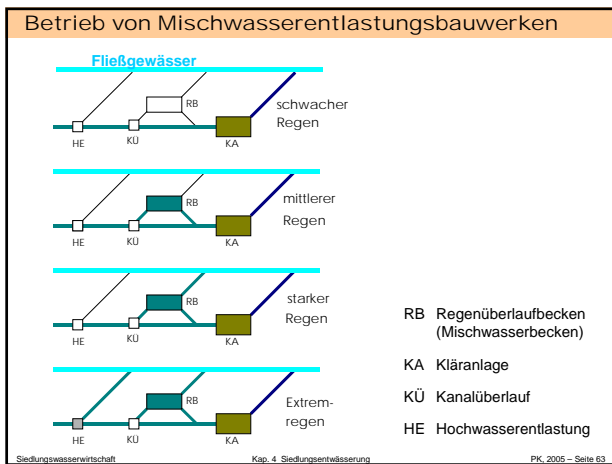 Betrieb von Mischwasserentlastungsbauwerken
Fließgewässer
RB
schwacher
Regen
HE
KÜ
KA
RB
mittlerer
Regen
HE
KÜ
KA
RB
starker
Regen
HE
KÜ
KA
RB
Extrem-
regen
HE
KÜ
KA
RB Regenüberlaufbecken
(Mischwasserbecken)
KA Kläranlage
KÜ Kanalüberlauf
HE Hochwasserentlastung
Siedlungswasserwirtschaft Kap. 4 Siedlungsentwässerung PK, 2005 – Seite 63